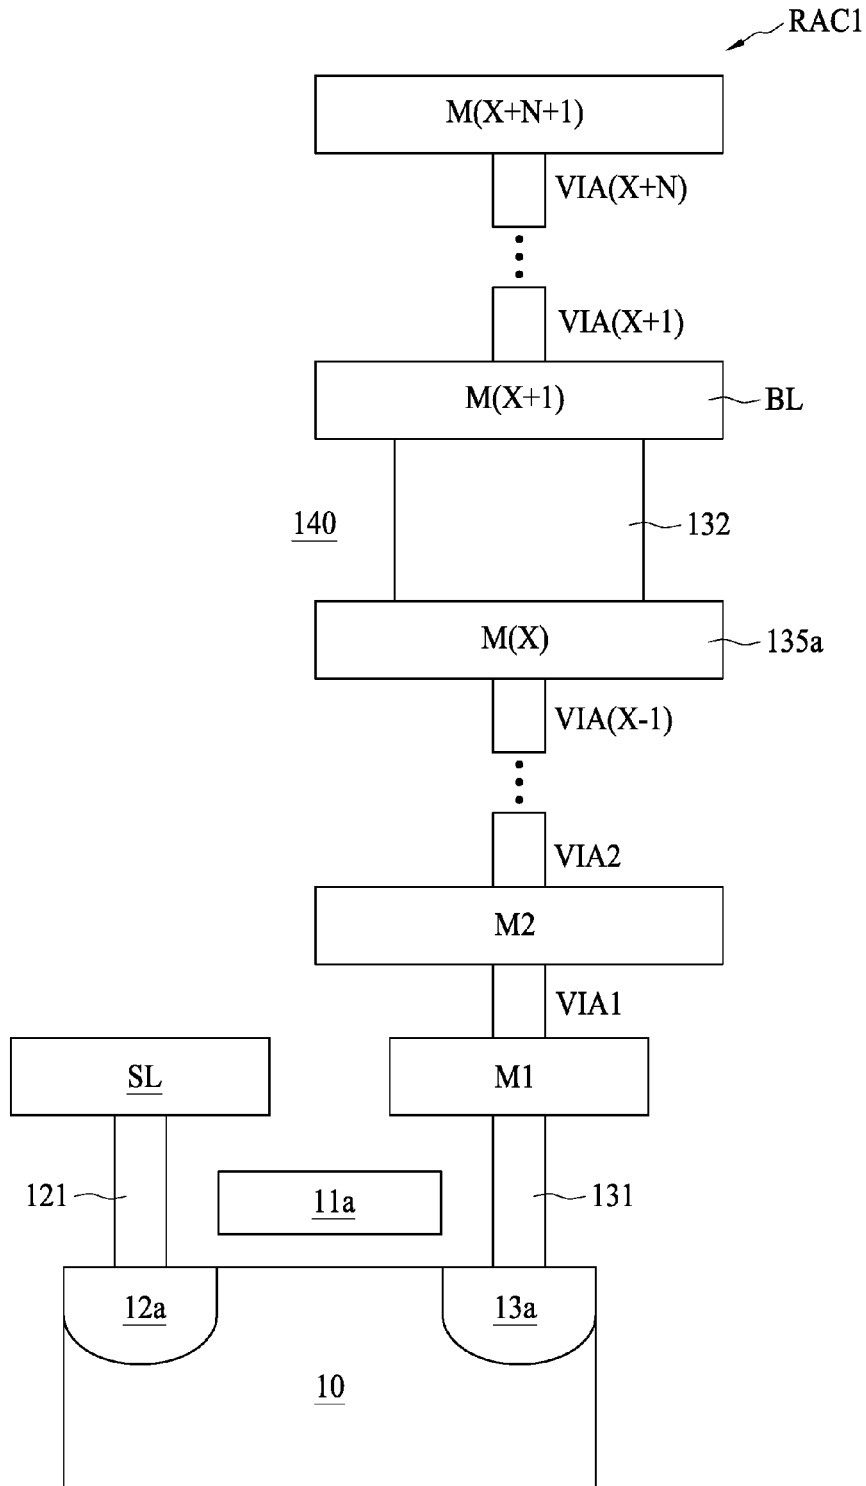 RAC1
M(X+N+1)
VIA(X+N)
VIA(X+1)
M(X+1)
BL
140
132
M(X)
135a
VIA(X-1)
VIA2
M2
VIA1
SL
M1
121
11a
131
12a
13a
10